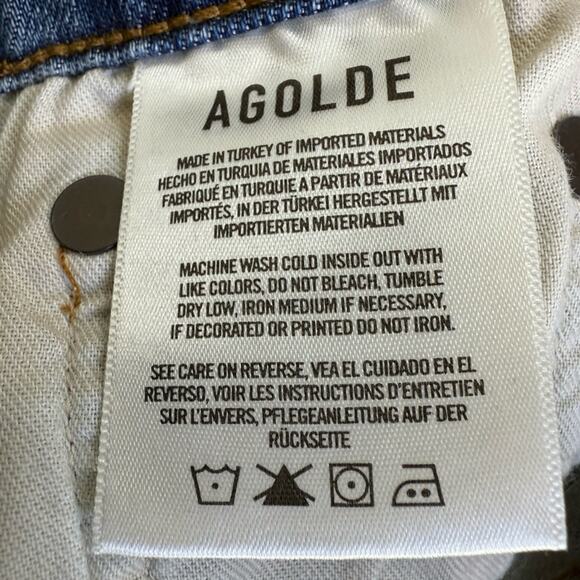 AGOLDE
MADE IN TURKEY OF IMPORTED MATERIALS
HECHO EN TURQUIA DE MATERIALES IMPORTADOS
FABRIQUÉ EN TURQUIE A PARTIR DE MATÉRIAUX
IMPORTÉS, IN DER TÜRKEI HERGESTELLT MIT
IMPORTIERTEN MATERIALIEN
MACHINE WASH COLD INSIDE OUT WITH
LIKE COLORS, DO NOT BLEACH, TUMBLE
DRY LOW, IRON MEDIUM IF NECESSARY,
IF DECORATED OR PRINTED DO NOT IRON.
SEE CARE ON REVERSE, VEA EL CUIDADO EN EL
REVERSO, VOIR LES INSTRUCTIONS D'ENTRETIEN
SUR L'ENVERS, PFLEGEANLEITUNG AUF DER
RÜCKSEITE